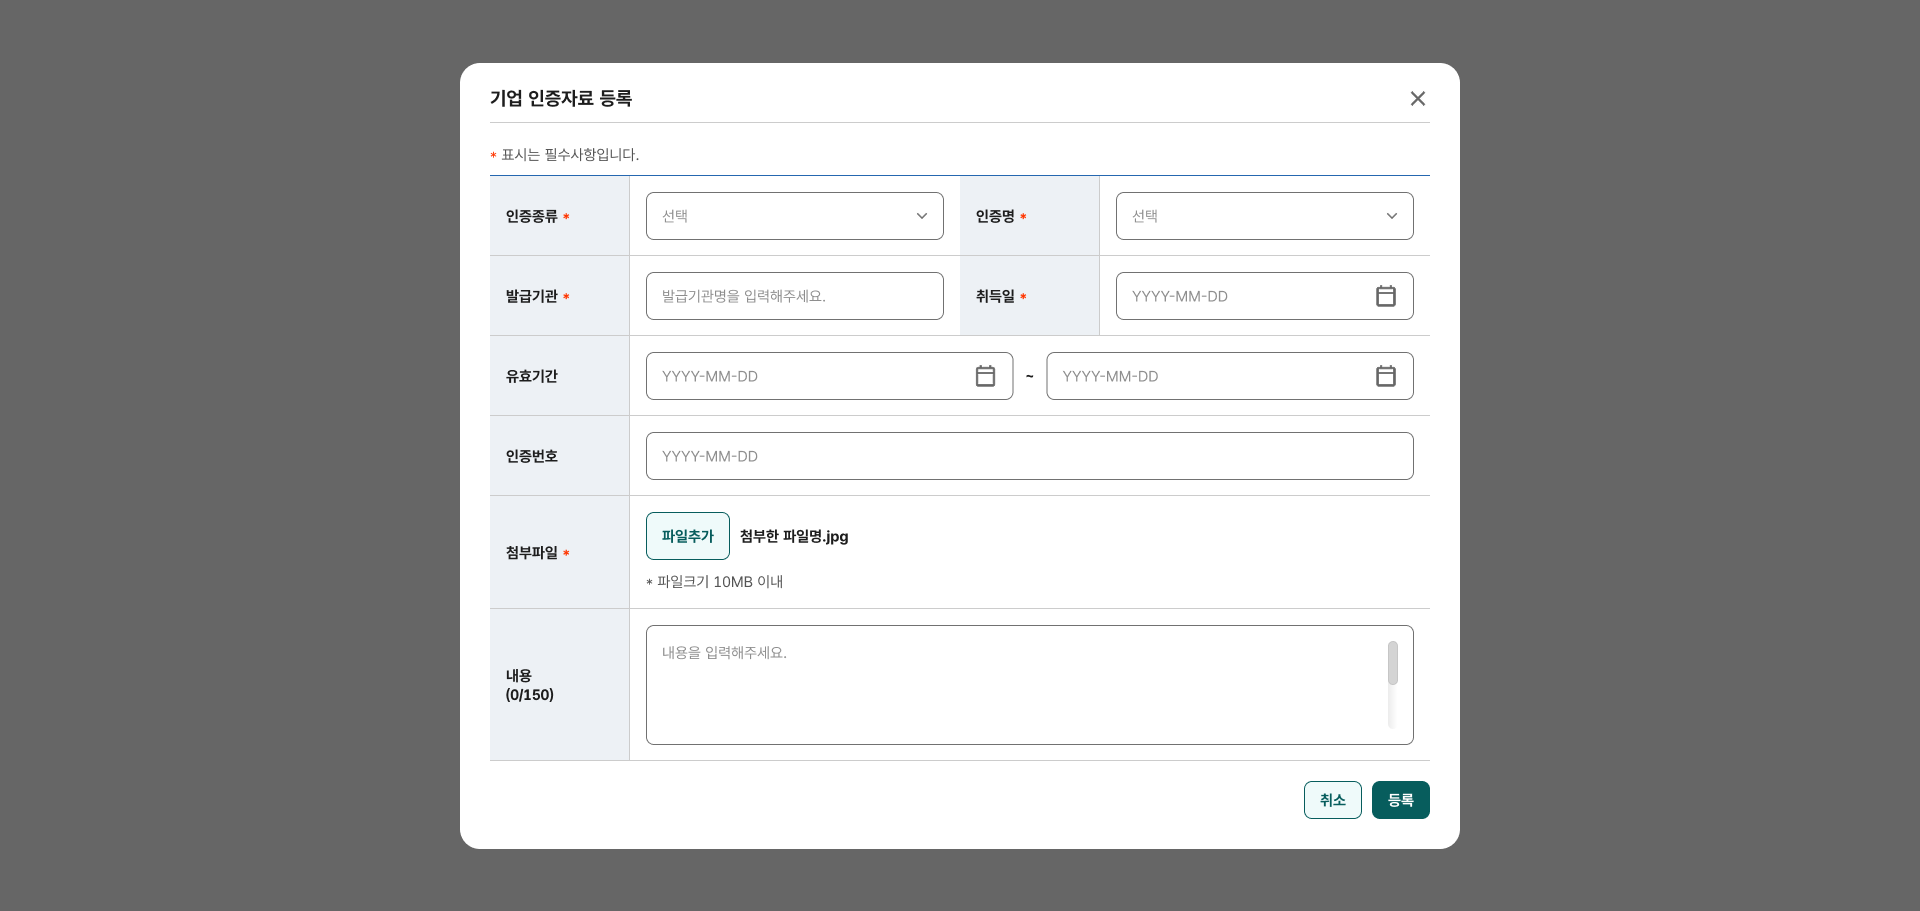 기업 인증자료 등록
* 표시는 필수사항입니다.
인증종류 * 선택 인증명 * 선택
발급기관 * 발급기관명을 입력해주세요. 취득일 * YYYY-MM-DD
유효기간 YYYY-MM-DD ~ YYYY-MM-DD
인증번호 YYYY-MM-DD
첨부파일 * 파일추가 첨부한 파일명.jpg
* 파일크기 10MB 이내
내용
(0/150)
내용을 입력해주세요.
취소 등록